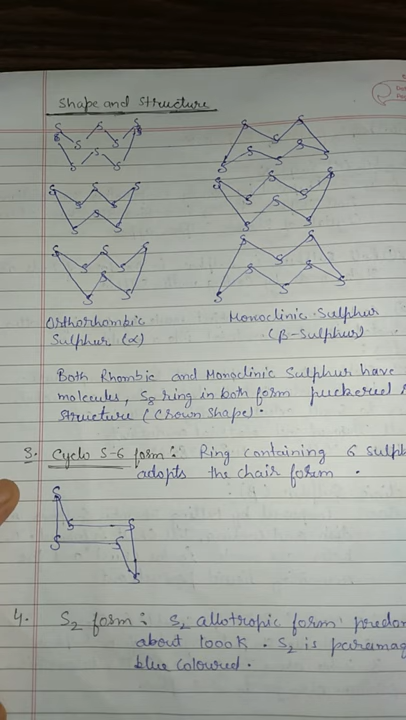 Shape and Structure
S S S S S S S S
S S S S S S S S
S S S S S S S S
S S S S S S S S
S S S S S S S S
S S S S S S S S
Orthorhombic
Sulphur (α)
Monoclinic Sulphur
(β-Sulphur)
Both Rhombic and Monoclinic Sulphur have
molecules, S8 ring in both form puckered
structure (Crown Shape).
3. Cyclo S-6 form: Ring containing 6 sulp
adopts the chair form.
S
S S
S S
S
4. S2 form: S2 allotropic form predo
about 1000K. S2 is paramag
blue coloured.